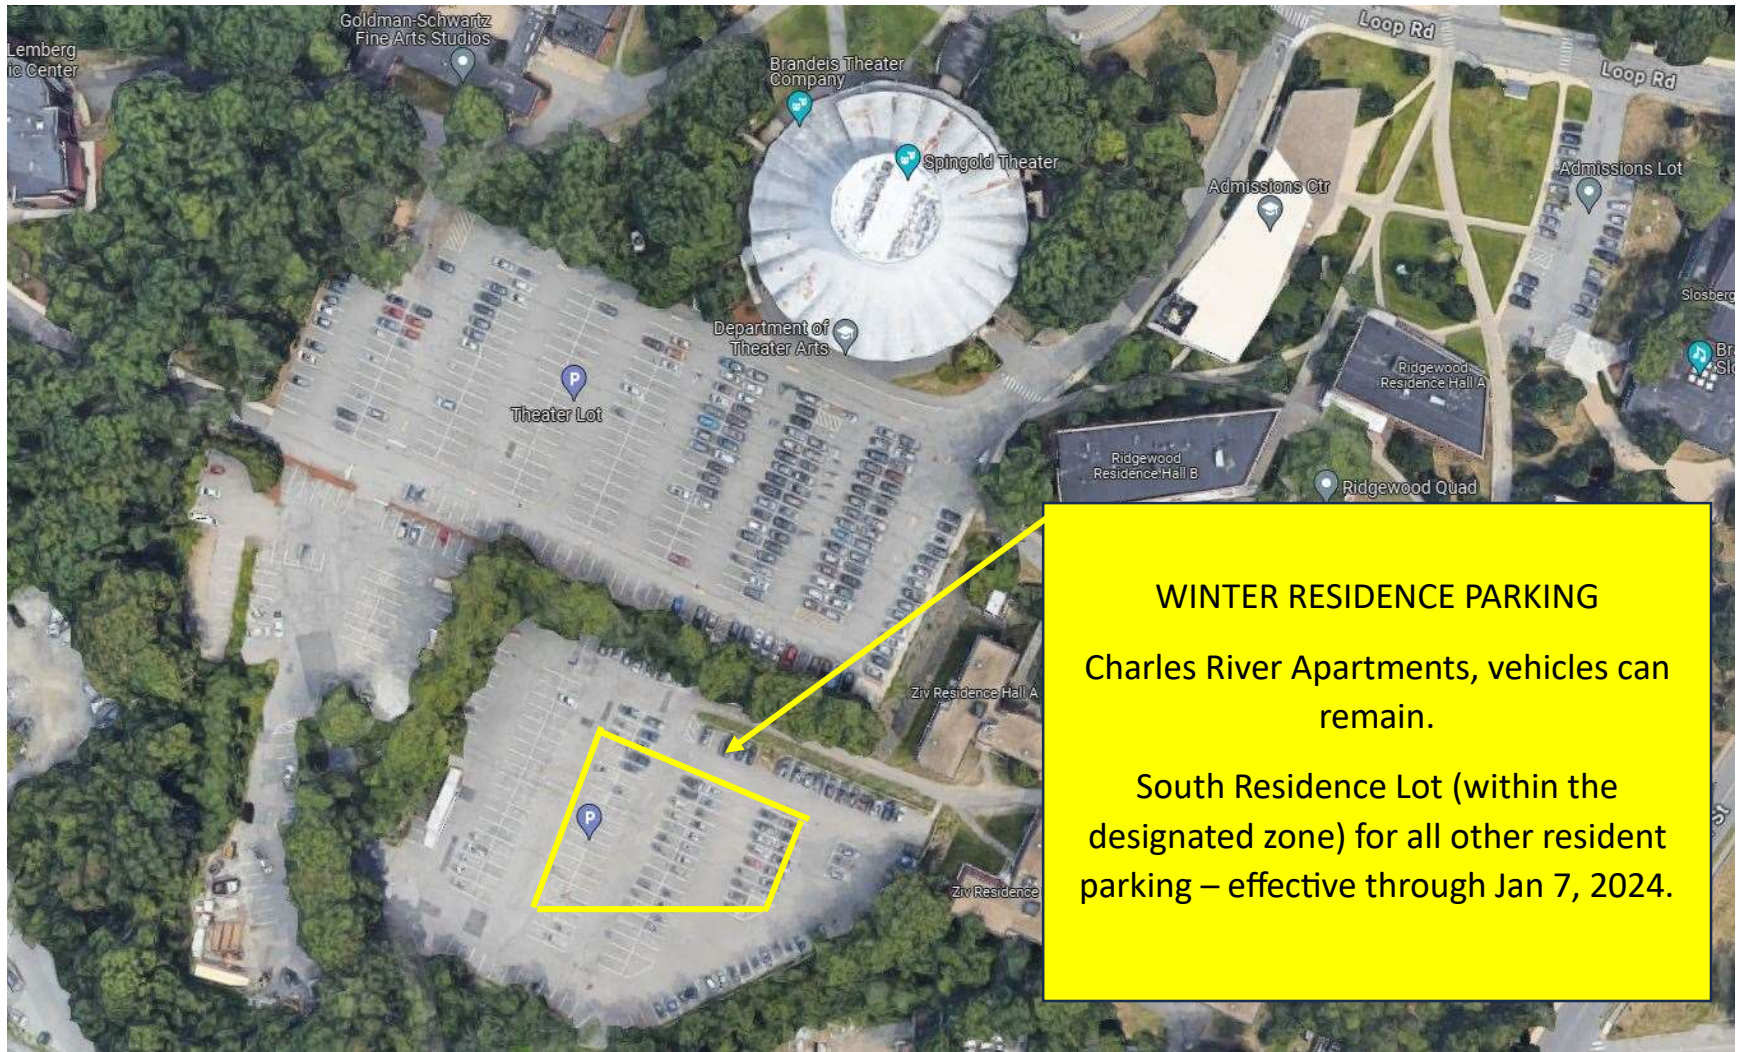 Goldman-Schwartz
Fine Arts Studios
Lemberg
ic Center
Brandeis Theater
Company
Spingold Theater
Loop Rd
Loop Rd
Admissions Ctr
Admissions Lot
Slosberg
Br
Slo
Department of
Theater Arts
Theater Lot
Ridgewood
Residence Hall A
Ridgewood
Residence Hall B
Ridgewood Quad
P
Ziv Residence Hall A
P
Ziv Residence
St
WINTER RESIDENCE PARKING
Charles River Apartments, vehicles can
remain.
South Residence Lot (within the
designated zone) for all other resident
parking – effective through Jan 7, 2024.